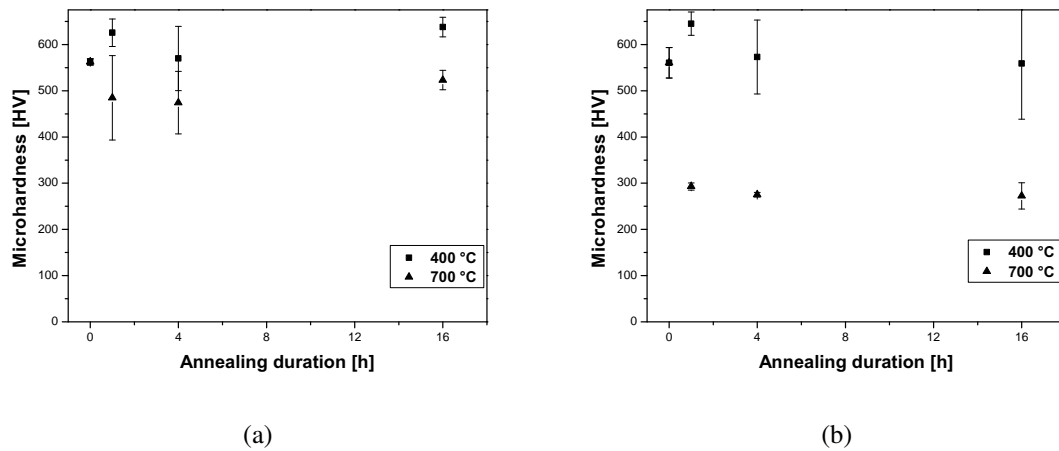 600
500
400
300
200
100
0
Microhardness [HV]
400 °C
700 °C
0 4 8 12 16
Annealing duration [h]
(a)
600
500
400
300
200
100
0
Microhardness [HV]
400 °C
700 °C
0 4 8 12 16
Annealing duration [h]
(b)